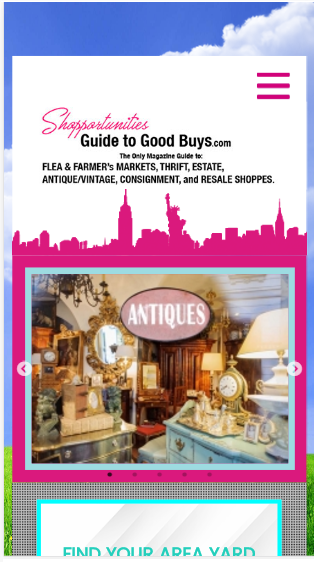 Shopportunities
Guide to Good Buys.com
The Only Magazine Guide to:
FLEA & FARMER's MARKETS, THRIFT, ESTATE,
ANTIQUE/VINTAGE, CONSIGNMENT, and RESALE SHOPPES.
ANTIQUES
FIND YOUR AREA YARD